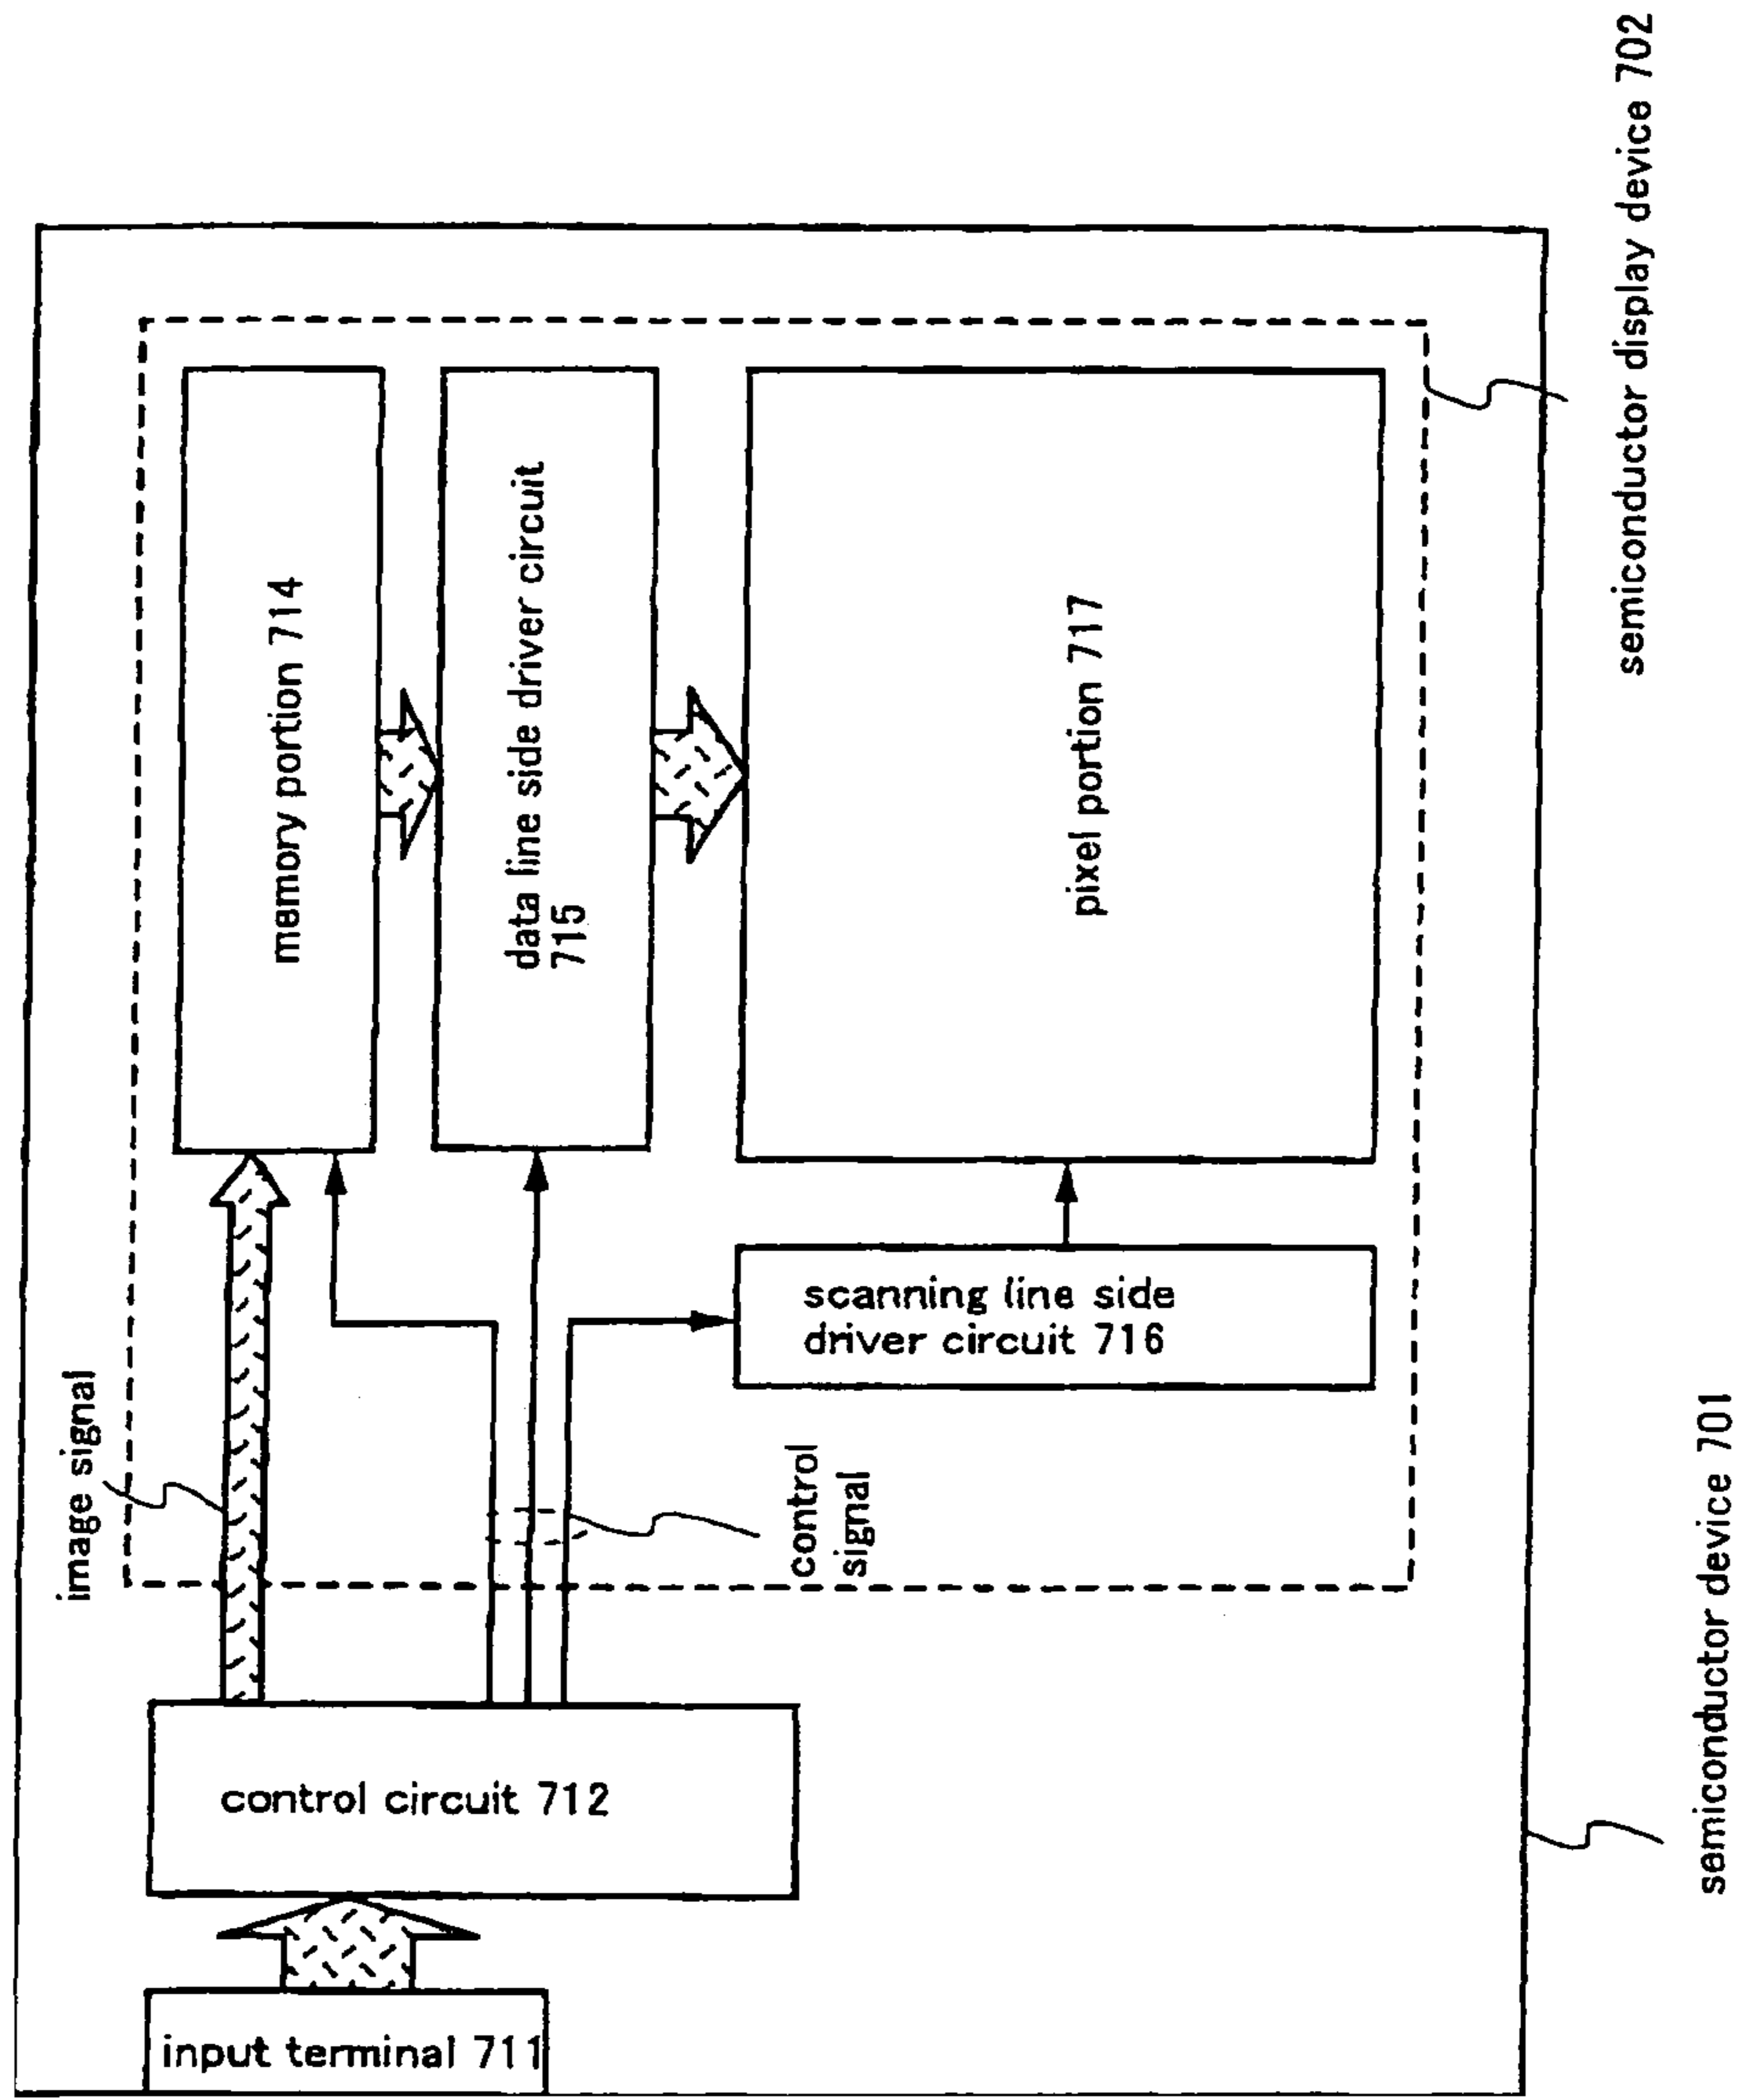 image signal
memory portion 714
data line side driver circuit
715
pixel portion 717
scanning line side
driver circuit 716
control
signal
control circuit 712
input terminal 711
semiconductor display device 702
semiconductor device 701